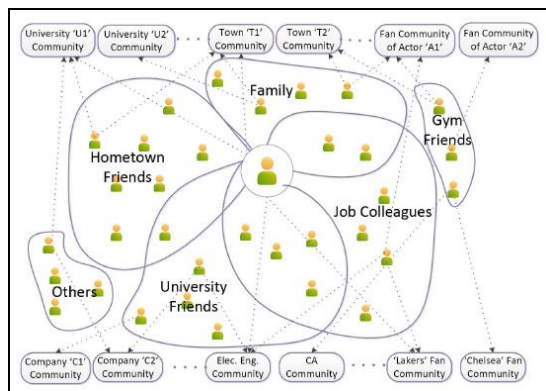 University 'U1'
Community
University 'U2'
Community
Town 'T1'
Community
Town 'T2'
Community
Fan Community
of Actor 'A1'
Fan Community
of Actor 'A2'
Family
Gym
Friends
Hometown
Friends
Job Colleagues
University
Friends
Others
Company 'C1'
Community
Company 'C2'
Community
Elec. Eng.
Community
CA
Community
'Lakers' Fan
Community
'Chelsea' Fan
Community